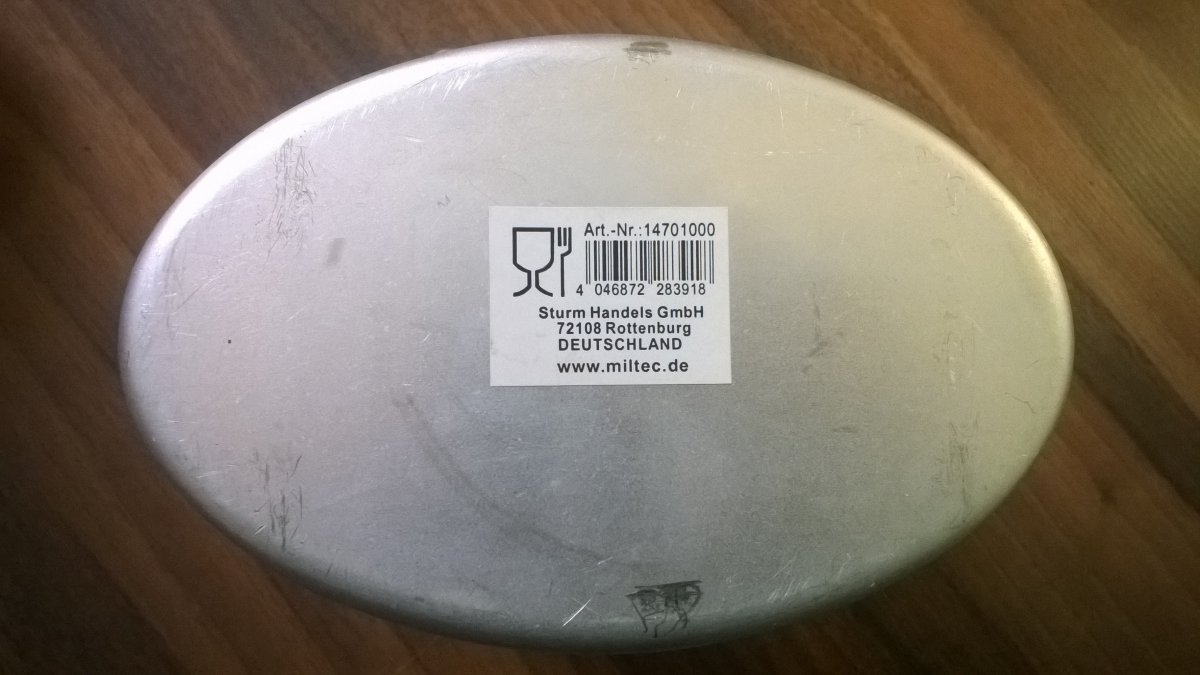 Art.-Nr.:14701000
4 046872 283918
Sturm Handels GmbH
72108 Rottenburg
DEUTSCHLAND
www.miltec.de